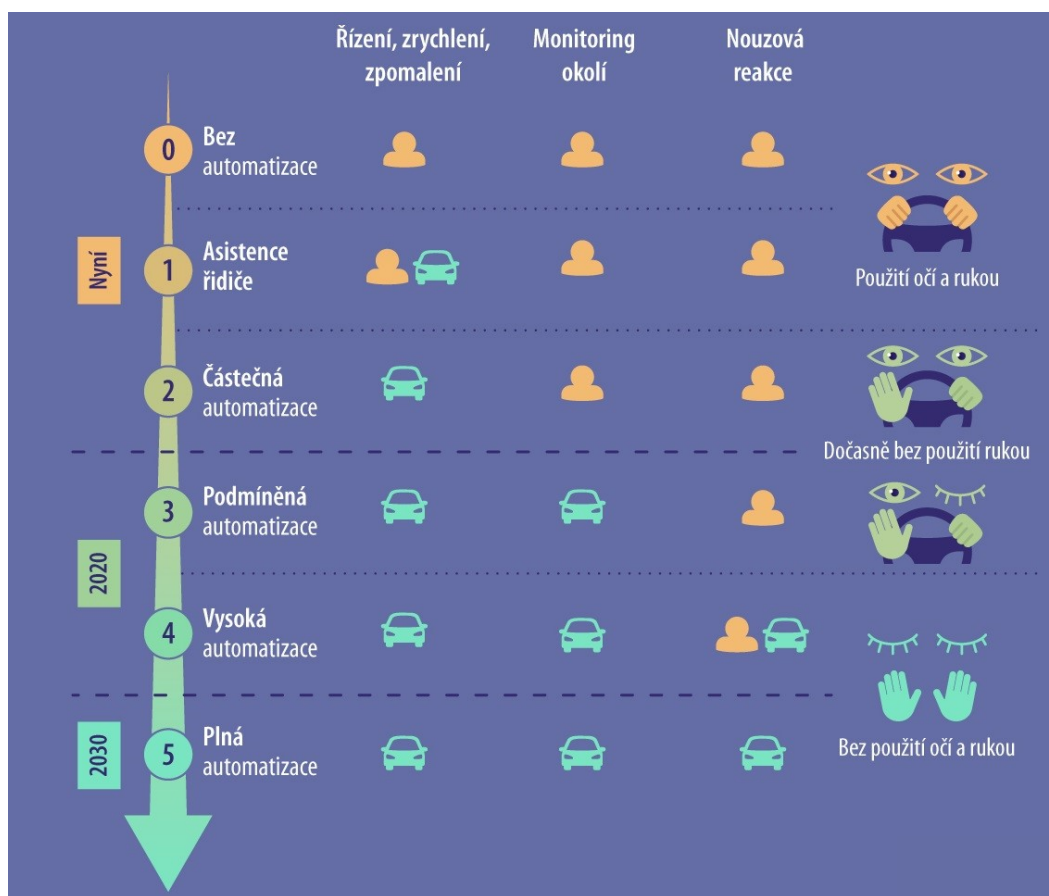 Řízení, zrychlení,
zpomalení
Monitoring
okolí
Nouzová
reakce
0
Bez
automatizace
Nyní
1
Asistence
řidiče
Použití očí a rukou
2
Částečná
automatizace
Dočasně bez použití rukou
3
Podmíněná
automatizace
2020
4
Vysoká
automatizace
2030
5
Plná
automatizace
Bez použití očí a rukou